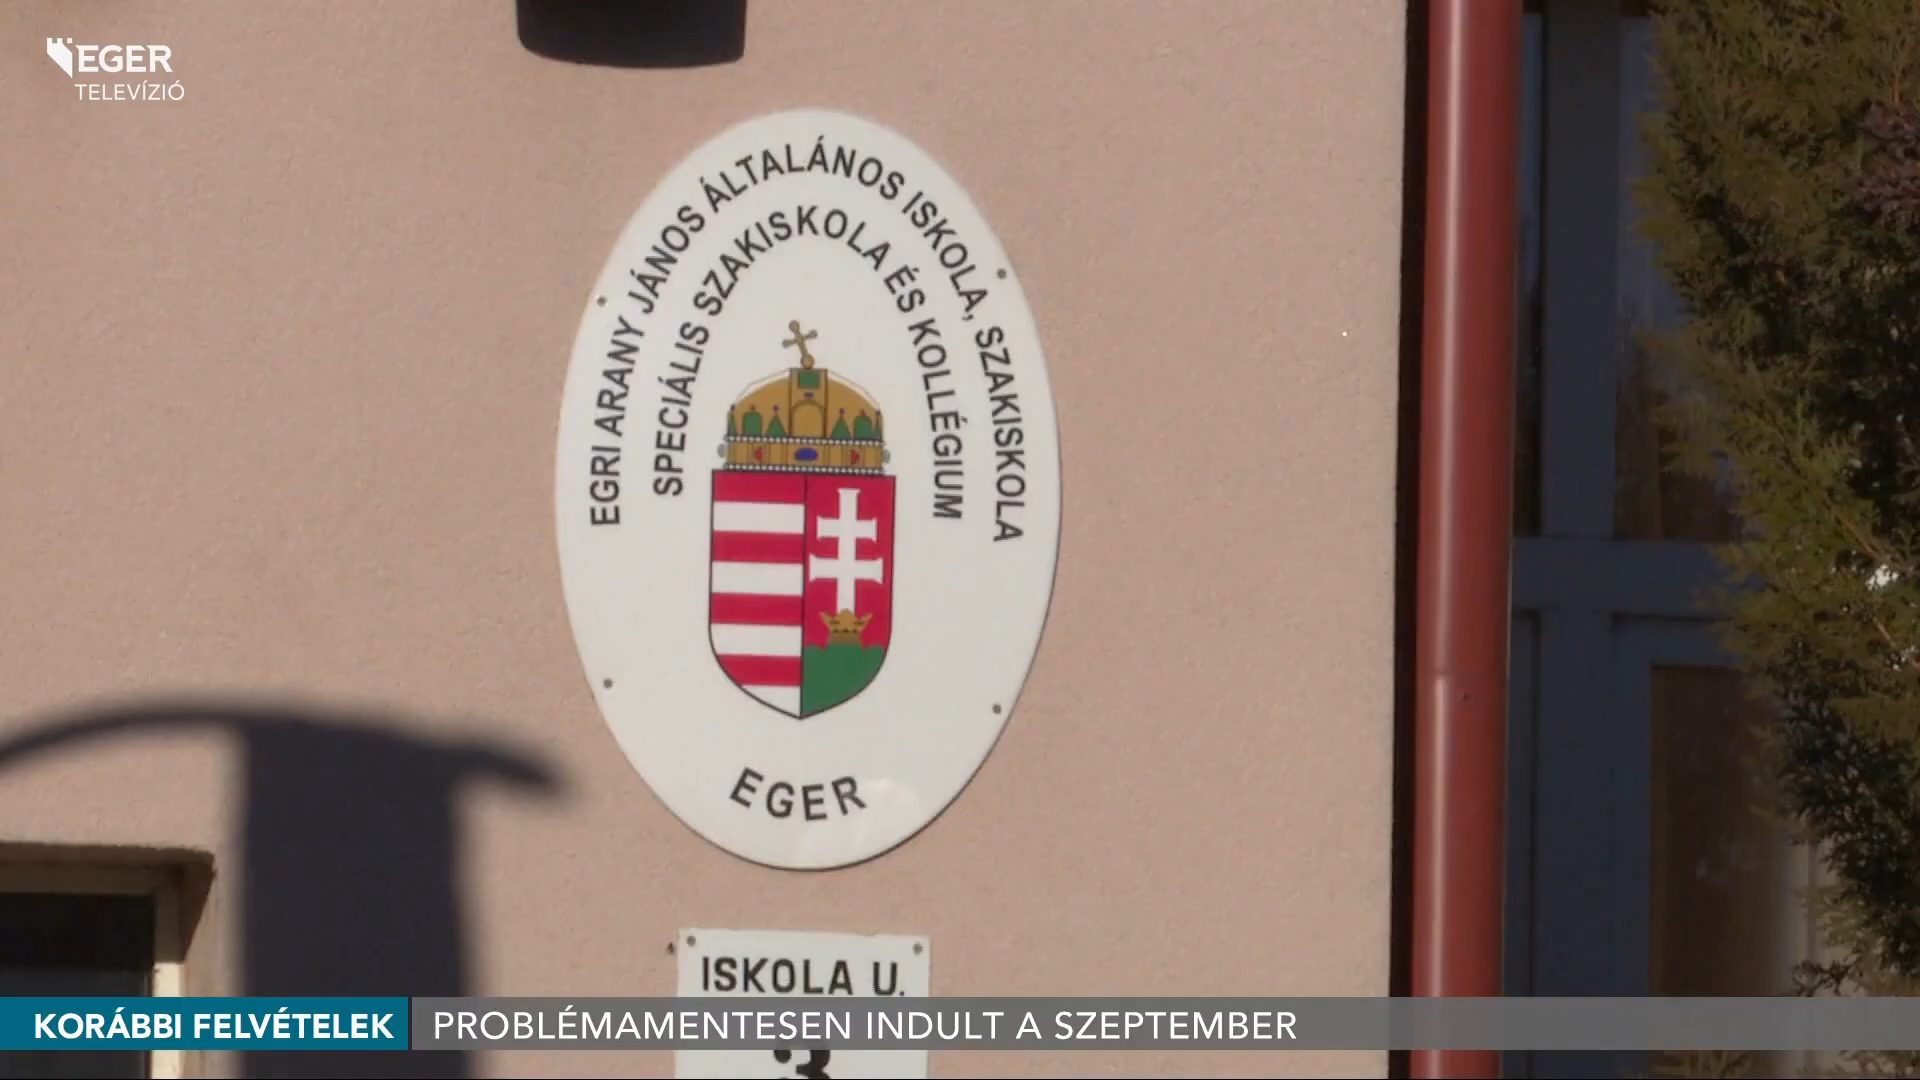 EGER
TELEVÍZIÓ
EGRI ARANY JÁNOS ÁLTALÁNOS ISKOLA, SZAKISKOLA
SPECIÁLIS SZAKISKOLA ÉS KOLLÉGIUM
EGER
ISKOLA U.
3
KORÁBBI FELVÉTELEK
PROBLÉMAMENTESEN INDULT A SZEPTEMBER